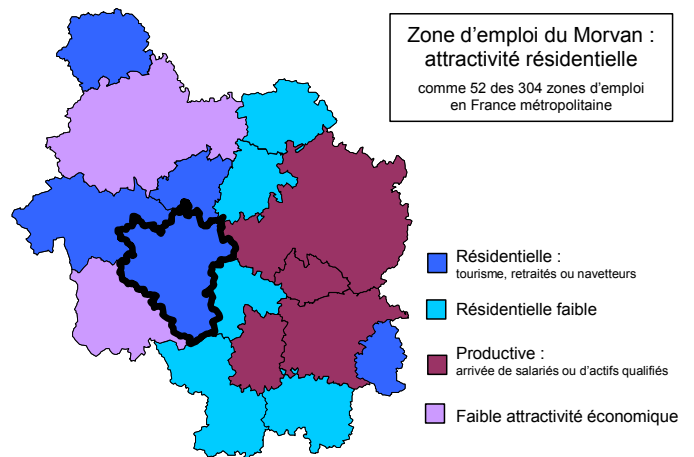 Zone d'emploi du Morvan :
attractivité résidentielle
comme 52 des 304 zones d'emploi
en France métropolitaine
Résidentielle :
tourisme, retraités ou navetteurs
Résidentielle faible
Productive :
arrivée de salariés ou d'actifs qualifiés
Faible attractivité économique